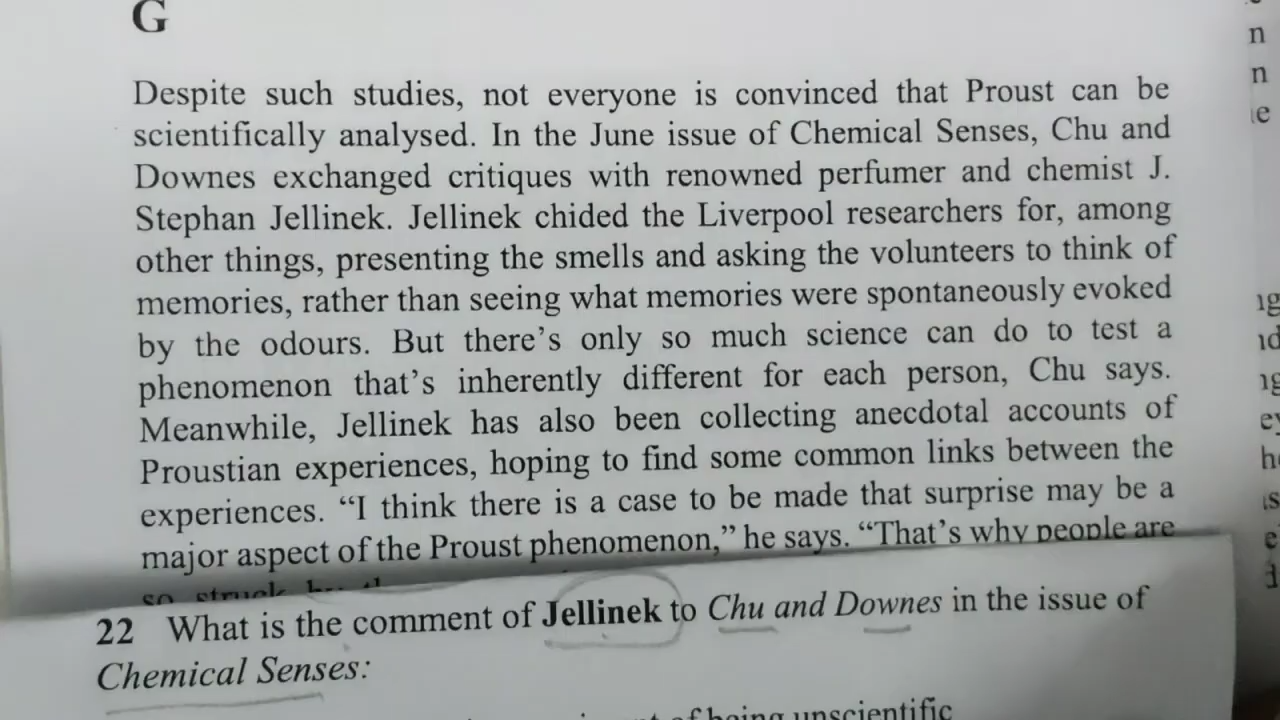 G
Despite such studies, not everyone is convinced that Proust can be
scientifically analysed. In the June issue of Chemical Senses, Chu and
Downes exchanged critiques with renowned perfumer and chemist J.
Stephan Jellinek. Jellinek chided the Liverpool researchers for, among
other things, presenting the smells and asking the volunteers to think of
memories, rather than seeing what memories were spontaneously evoked
by the odours. But there's only so much science can do to test a
phenomenon that's inherently different for each person, Chu says.
Meanwhile, Jellinek has also been collecting anecdotal accounts of
Proustian experiences, hoping to find some common links between the
experiences. “I think there is a case to be made that surprise may be a
major aspect of the Proust phenomenon,” he says. “That's why people are
so struck
22 What is the comment of Jellinek to Chu and Downes in the issue of
Chemical Senses:
of being unscientific